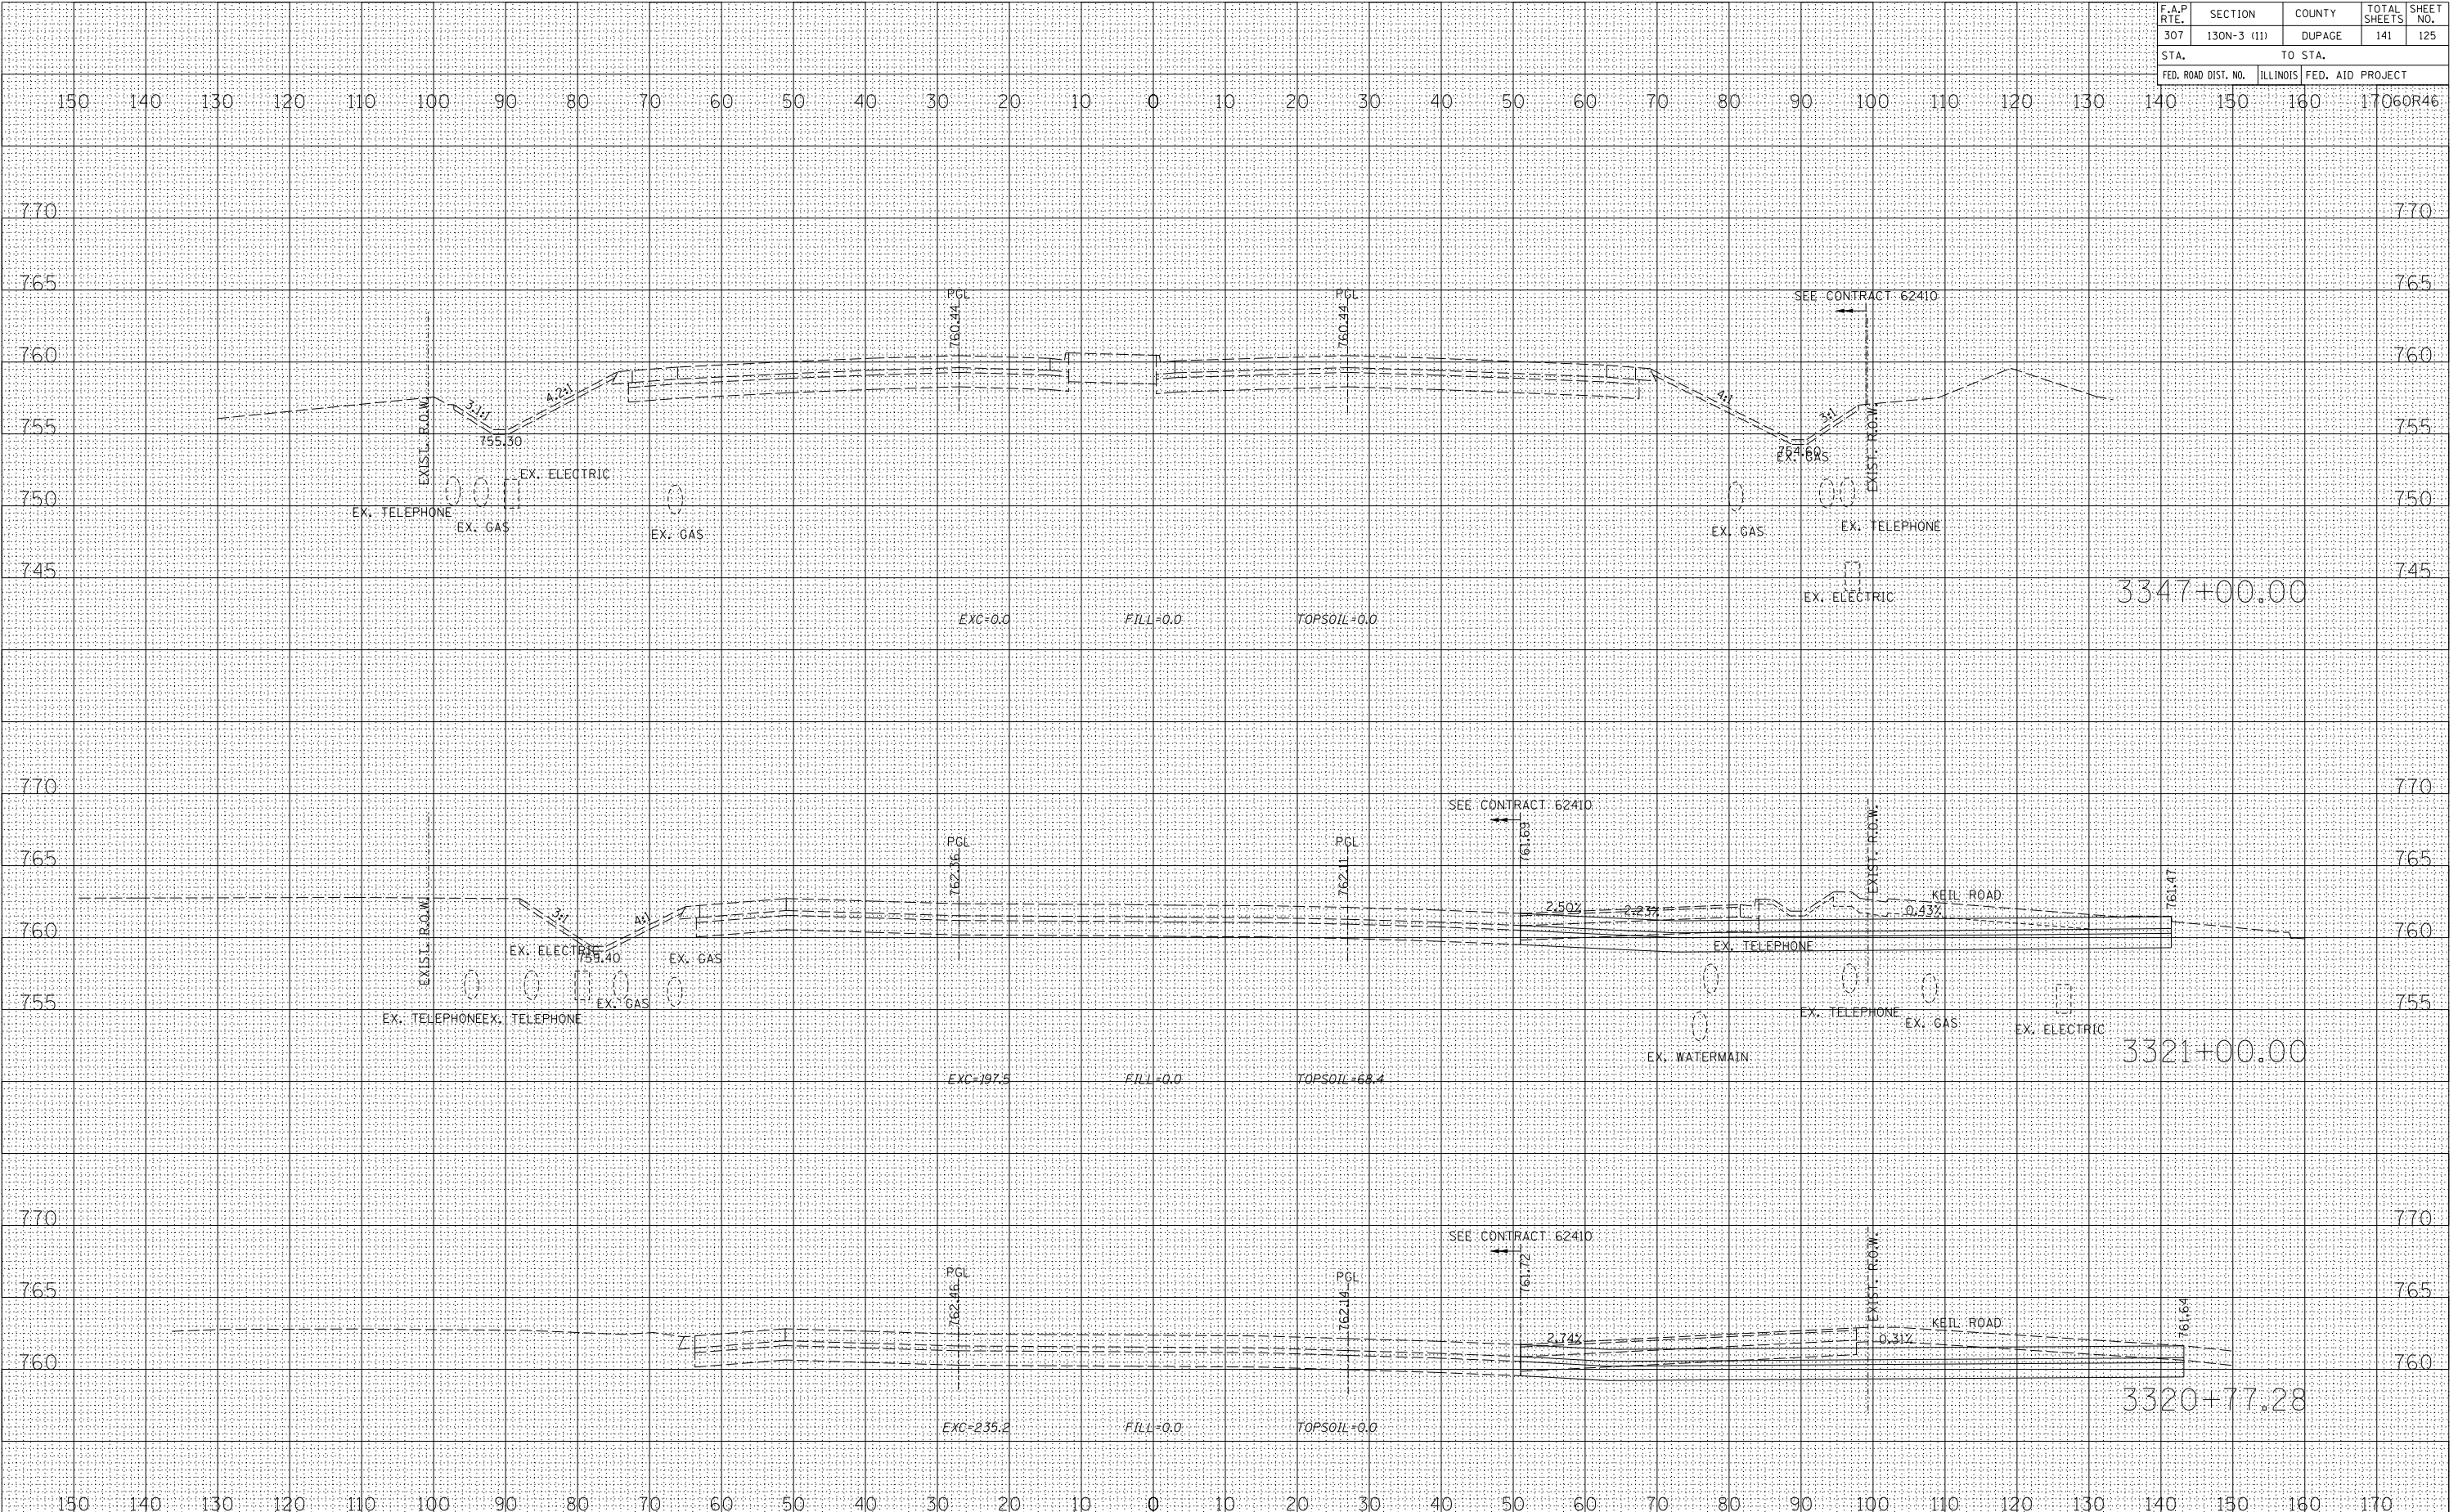 F.A.P RTE. SECTION COUNTY TOTAL SHEETS SHEET NO.
307 130N-3 (11) DUPAGE 141 125
STA. TO STA.
FED. ROAD DIST. NO. ILLINOIS FED. AID PROJECT
150 140 130 120 110 100 90 80 70 60 50 40 30 20 10 0 10 20 30 40 50 60 70 80 90 100 110 120 130 140 150 160 170 60R46
770 770
765 765
PGL PGL SEE CONTRACT 62410
760.44 760.44
760 760
3.1:1 4.2:1 4:1 3:1
EXIST. R.O.W. EXIST. R.O.W.
755 755
755.30 754.60
EX. GAS
EX. ELECTRIC
750 750
EX. TELEPHONE EX. GAS EX. GAS EX. GAS EX. TELEPHONE
745 745
EX. ELECTRIC
3347+00.00
EXC=0.0 FILL=0.0 TOPSOIL=0.0
770 770
SEE CONTRACT 62410
761.69
EXIST. R.O.W.
PGL PGL
765 765
762.36 762.11
761.47
KEIL ROAD
3:1 4:1 2.50% 2.23% 0.43%
EXIST. R.O.W.
760 760
EX. ELECTRIC 759.40 EX. GAS EX. TELEPHONE
755 755
EX. GAS
EX. TELEPHONE EX. TELEPHONE EX. TELEPHONE EX. GAS EX. ELECTRIC
EX. WATERMAIN
3321+00.00
EXC=197.5 FILL=0.0 TOPSOIL=68.4
770 770
SEE CONTRACT 62410
761.72
EXIST. R.O.W.
PGL PGL
765 765
762.46 762.14
761.64
KEIL ROAD
2.74% 0.31%
760 760
3320+77.28
EXC=235.2 FILL=0.0 TOPSOIL=0.0
150 140 130 120 110 100 90 80 70 60 50 40 30 20 10 0 10 20 30 40 50 60 70 80 90 100 110 120 130 140 150 160 170